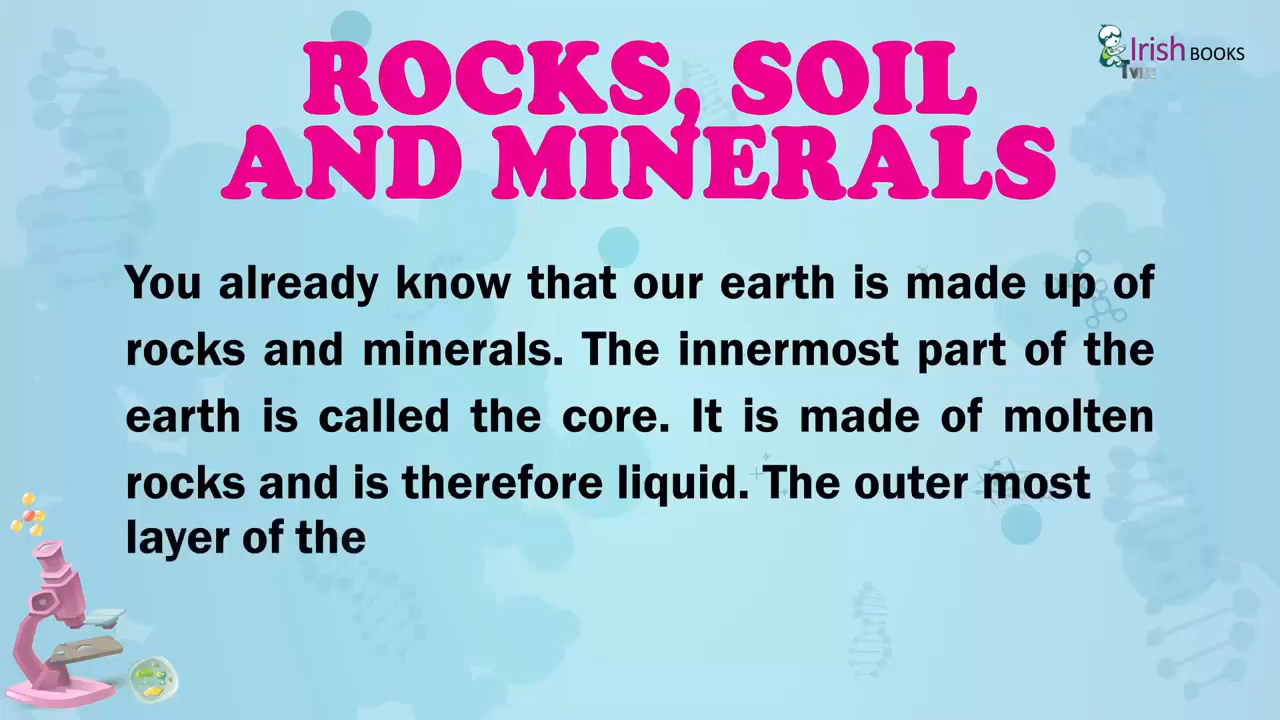 Irish BOOKS
ROCKS, SOIL
AND MINERALS
You already know that our earth is made up of
rocks and minerals. The innermost part of the
earth is called the core. It is made of molten
rocks and is therefore liquid. The outer most
layer of the